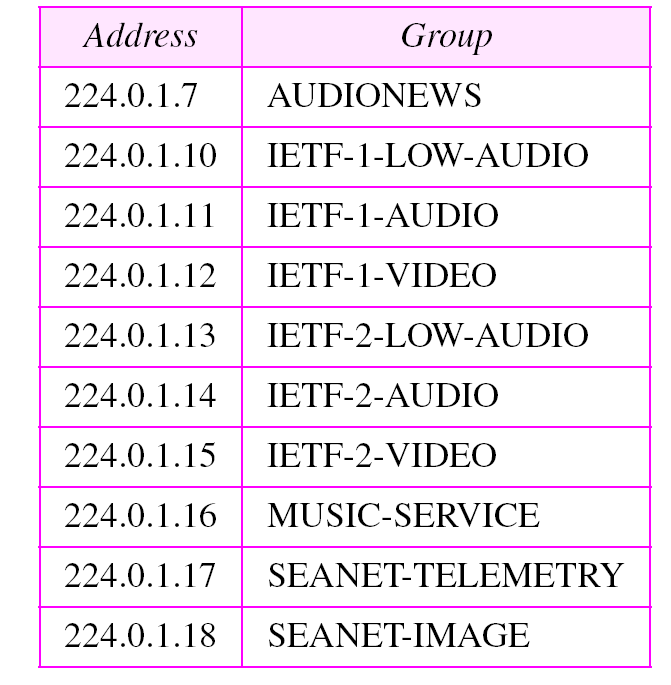 Address Group
224.0.1.7 AUDIONEWS
224.0.1.10 IETF-1-LOW-AUDIO
224.0.1.11 IETF-1-AUDIO
224.0.1.12 IETF-1-VIDEO
224.0.1.13 IETF-2-LOW-AUDIO
224.0.1.14 IETF-2-AUDIO
224.0.1.15 IETF-2-VIDEO
224.0.1.16 MUSIC-SERVICE
224.0.1.17 SEANET-TELEMETRY
224.0.1.18 SEANET-IMAGE